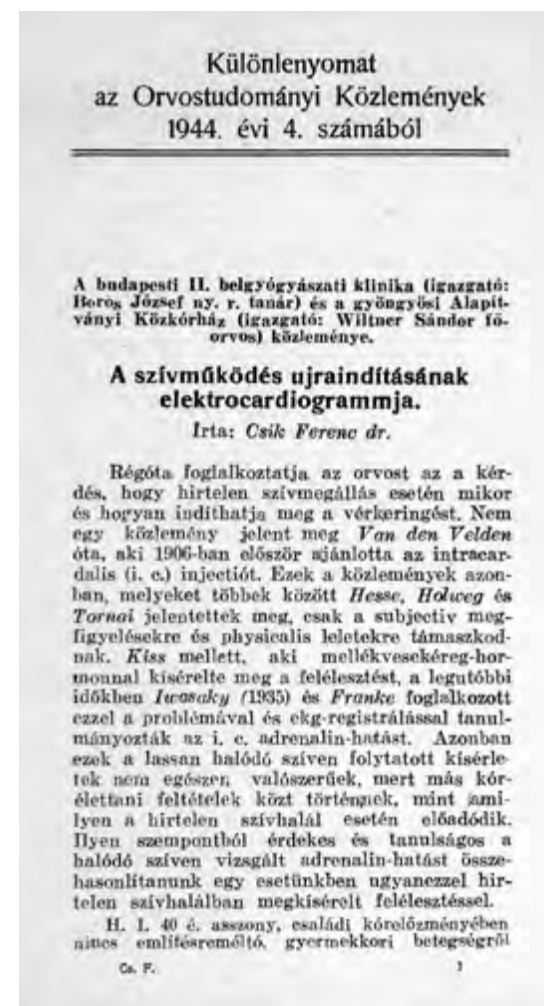 Különlenyomat
az Orvostudományi Közlemények
1944. évi 4. számából
A budapesti II. belgyógyászati klinika (igazgató:
Boros József ny. r. tanár) és a gyöngyösi Alapít-
ványi Közkórház (igazgató: Wiltner Sándor fő-
orvos) közleménye.
A szívműködés ujraindításának
elektrocardiogrammja.
Írta: Csik Ferenc dr.
Régóta foglalkoztatja az orvost az a kér-
dés, hogy hirtelen szívmegállás esetén mikor
és hogyan indíthatja meg a vérkeringést. Nem
egy közlemény jelent meg Van den Velden
óta, aki 1906-ban először ajánlotta az intracar-
dalis (i. c.) injectiót. Ezek a közlemények azon-
ban, melyeket többek között Hesse, Holweg és
Tornai jelentettek meg, csak a subjectiv meg-
figyelésekre és physicalis leletekre támaszkod-
nak. Kiss mellett, aki mellékvesekéreg-hor-
monnal kísérelte meg a felélesztést, a legutóbbi
időkben Iwasaky (1935) és Franke foglalkozott
ezzel a problémával és ekg-registrálással tanul-
mányozták az i. c. adrenalin-hatást. Azonban
ezek a lassan halódó szíven folytatott kísérle
tek nem egészen valószerűek, mert más kór-
élettani feltételek közt történnek, mint ami-
lyen a hirtelen szívhalál esetén előadódik.
Ilyen szempontból érdekes és tanulságos a
halódó szíven vizsgált adrenalin-hatást össze-
hasonlítanunk egy esetünkben ugyanezzel hir-
telen szívhalálban megkísérelt felélesztéssel.
H. I. 40 é. asszony, családi kórelőzményében
nincs említésreméltó, gyermekkori betegségről
Cs. F.
1